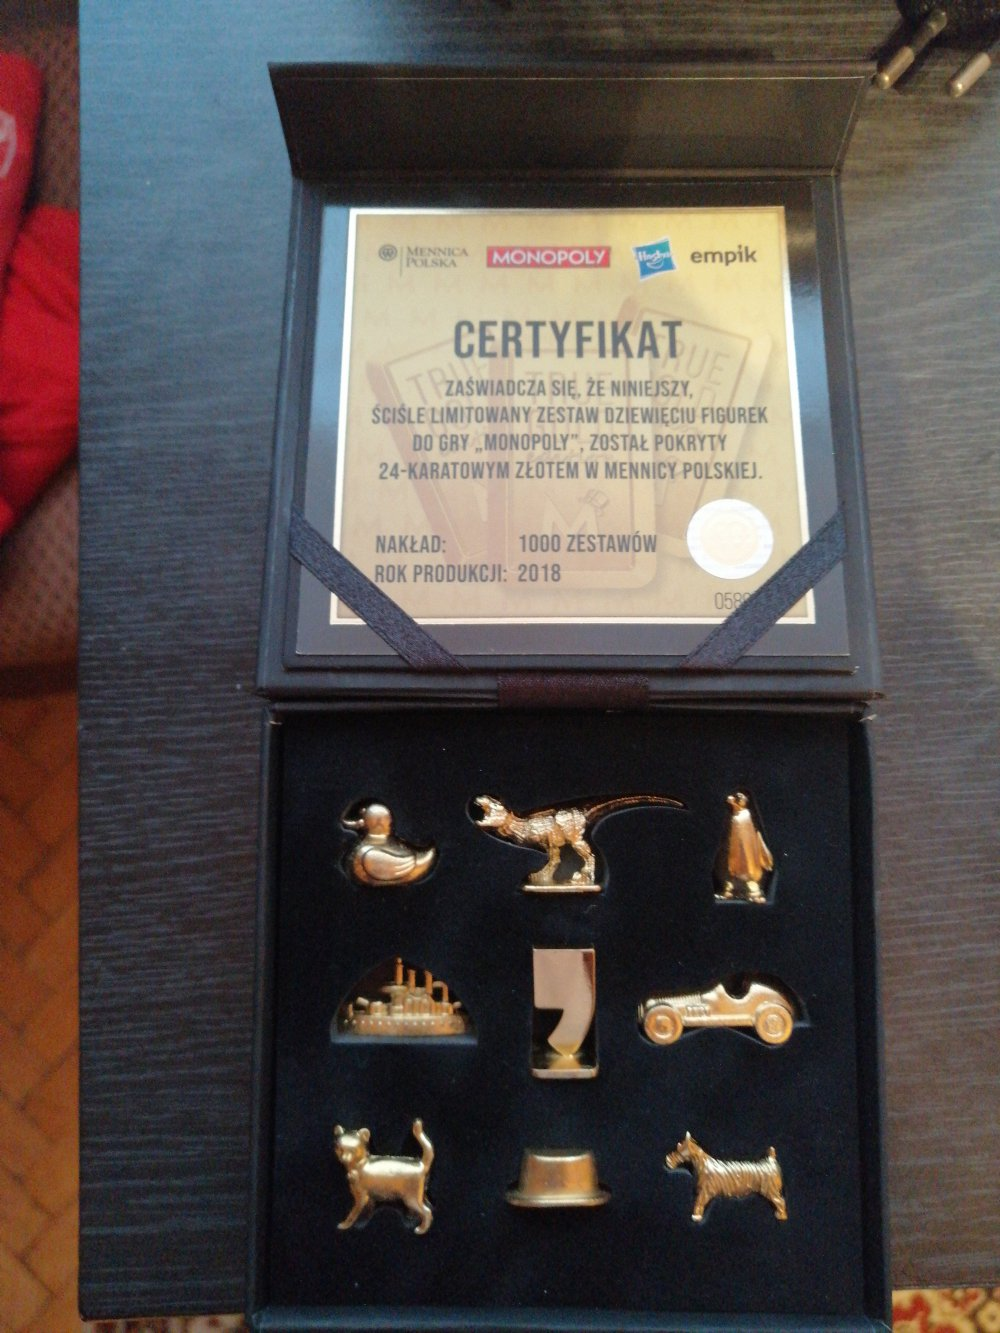 MENNICA
POLSKA
MONOPOLY
Hasbro
empik
CERTYFIKAT
ZAŚWIADCZA SIĘ, ŻE NINIEJSZY,
ŚCIŚLE LIMITOWANY ZESTAW DZIEWIĘCIU FIGUREK
DO GRY „MONOPOLY”, ZOSTAŁ POKRYTY
24-KARATOWYM ZŁOTEM W MENNICY POLSKIEJ.
NAKŁAD: 1000 ZESTAWÓW
ROK PRODUKCJI: 2018